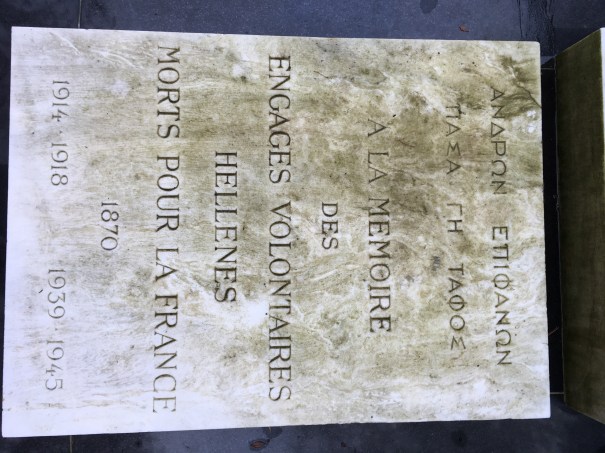 ΑΝΔΡΩΝ ΕΠΙΦΑΝΩΝ
ΠΑΣΑ ΓΗ ΤΑΦΟΣ
A LA MEMOIRE
DES
ENGAGES VOLONTAIRES
HELLENES
MORTS POUR LA FRANCE
1870
1914·1918 1939·1945